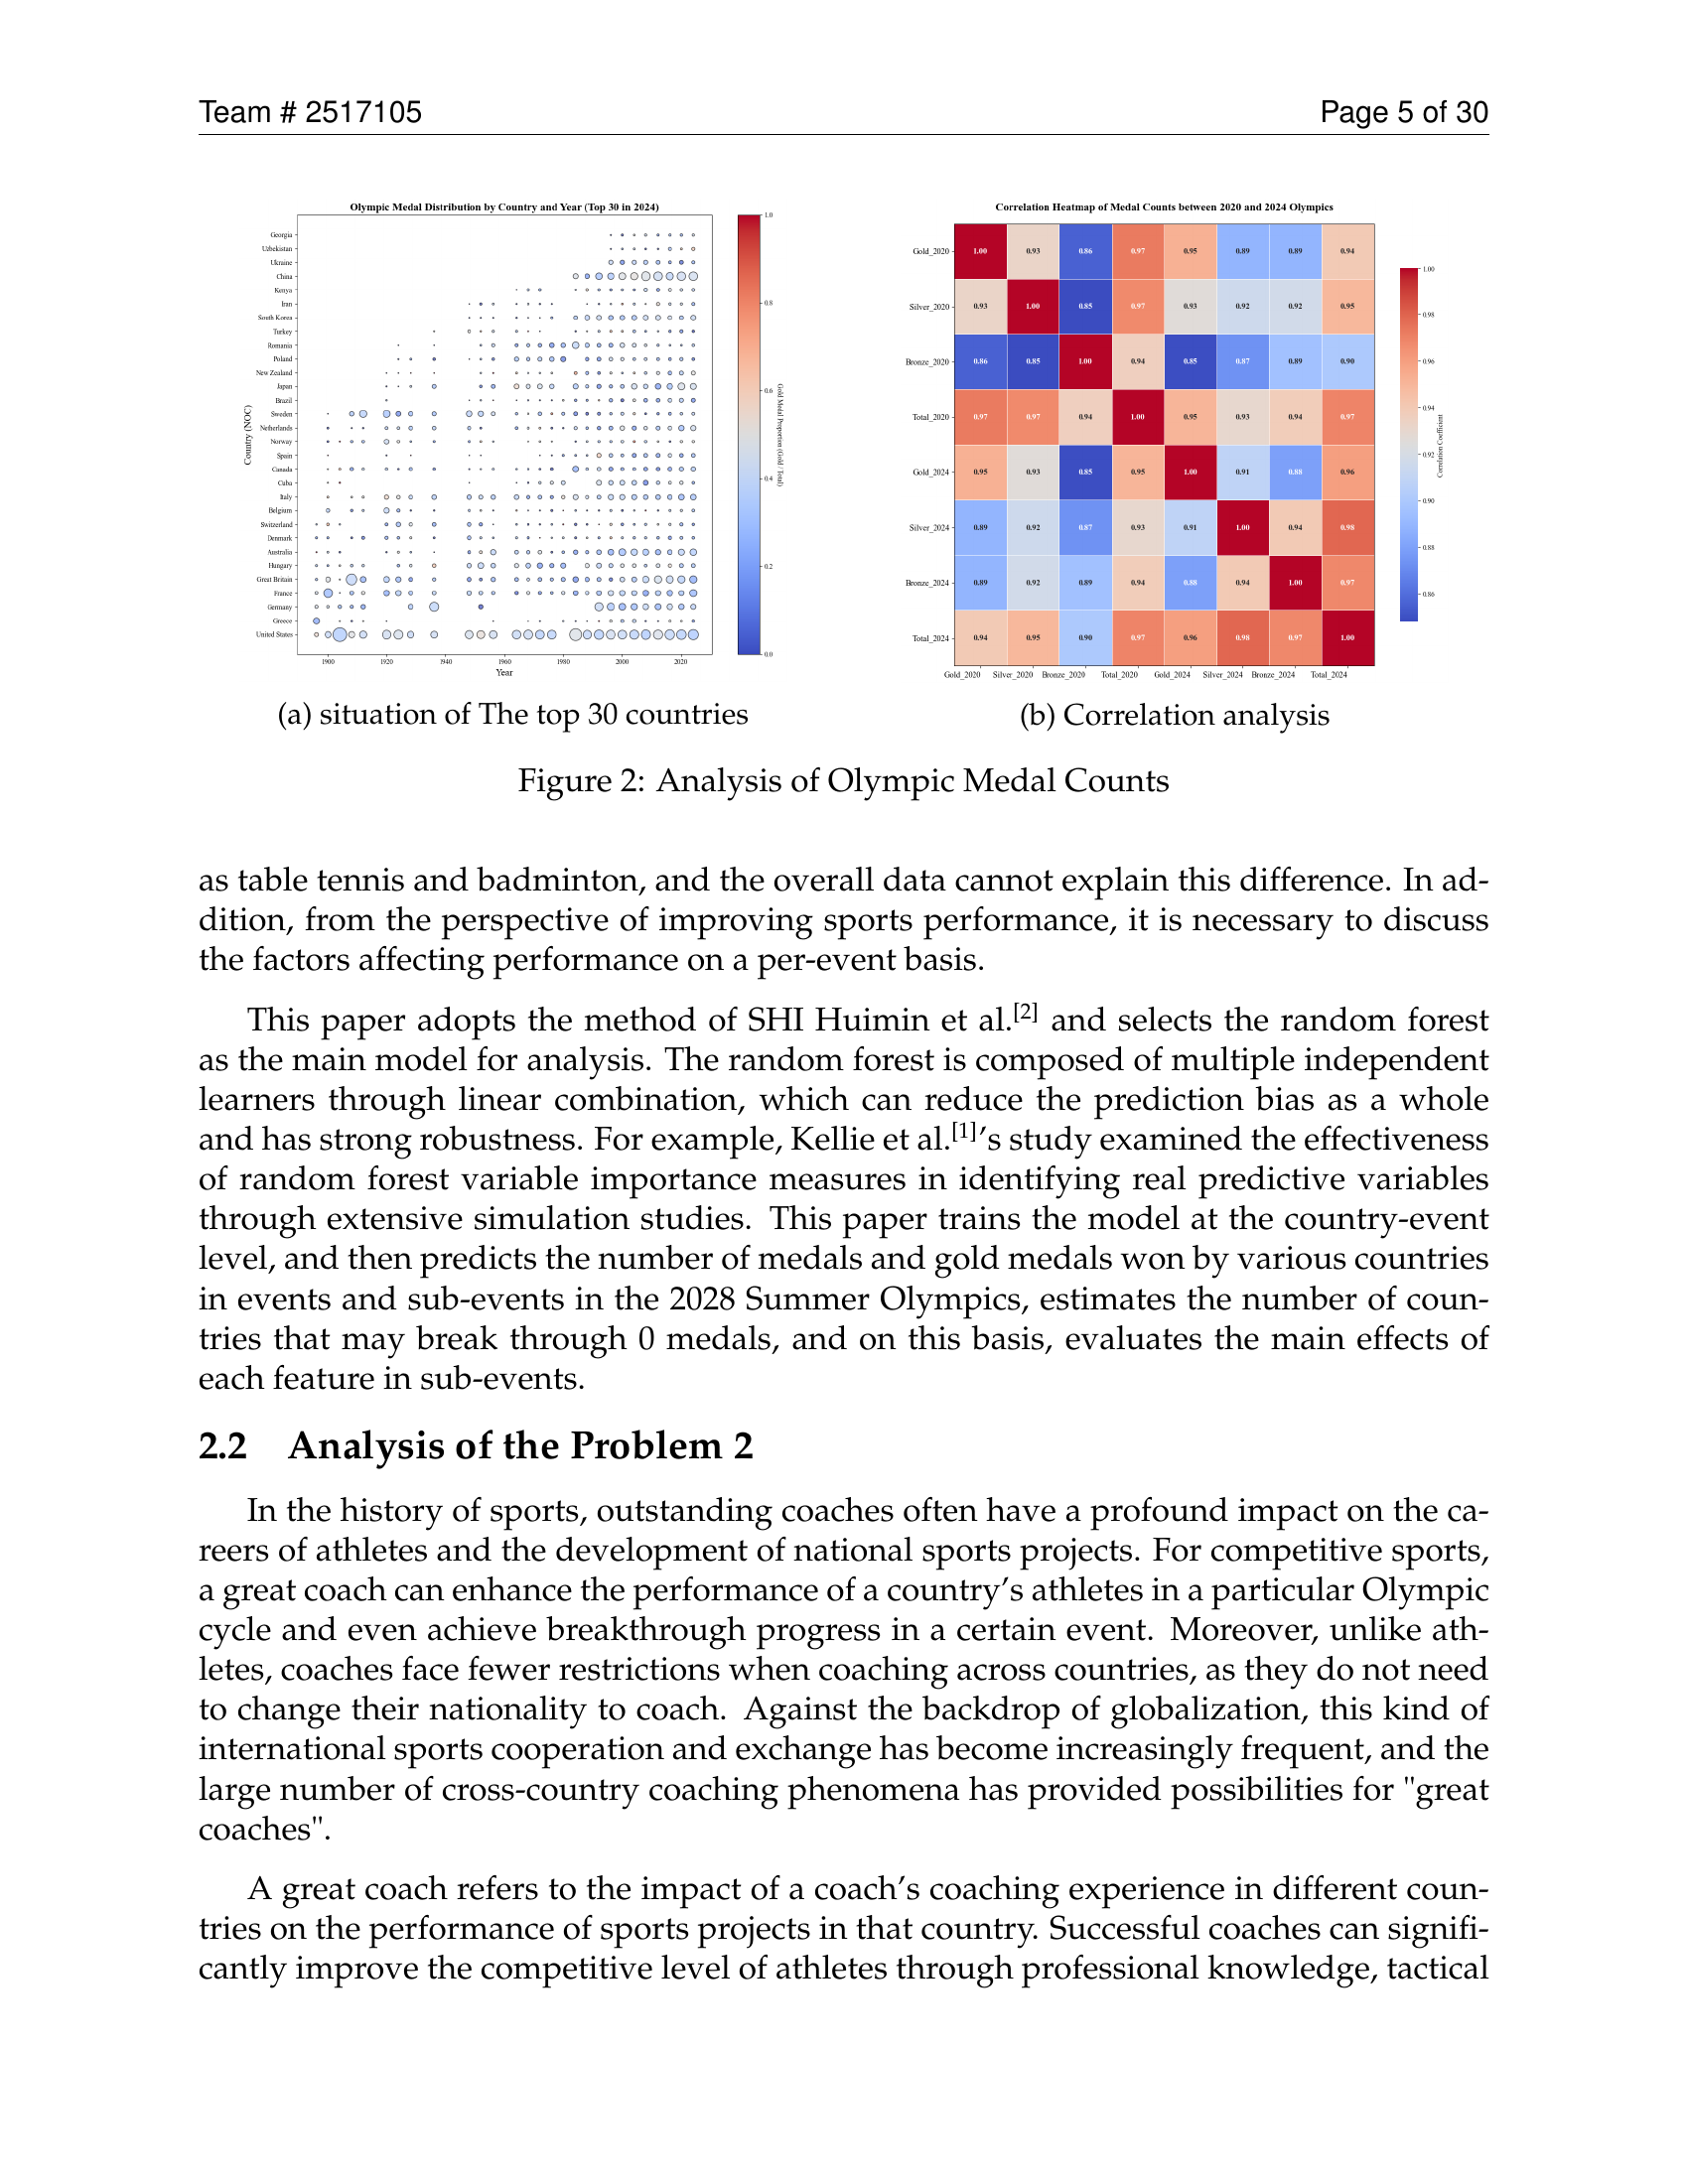 Team # 2517105
Page 5 of 30
Olympic Medal Distribution by Country and Year (Top 30 in 2024)
Country (NOC)
Georgia
Uzbekistan
Ukraine
China
Kenya
Iran
South Korea
Turkey
Romania
Poland
New Zealand
Japan
Brazil
Sweden
Netherlands
Norway
Spain
Canada
Cuba
Italy
Belgium
Switzerland
Denmark
Australia
Hungary
Great Britain
France
Germany
Greece
United States
1900 1920 1940 1960 1980 2000 2020
Year
1.0
0.8
0.6
0.4
0.2
0.0
Gold Medal Proportion (Gold / Total)
(a) situation of The top 30 countries
Correlation Heatmap of Medal Counts between 2020 and 2024 Olympics
Gold_2020 1.00 0.93 0.86 0.97 0.95 0.89 0.89 0.94
Silver_2020 0.93 1.00 0.85 0.97 0.93 0.92 0.92 0.95
Bronze_2020 0.86 0.85 1.00 0.94 0.85 0.87 0.89 0.90
Total_2020 0.97 0.97 0.94 1.00 0.95 0.93 0.94 0.97
Gold_2024 0.95 0.93 0.85 0.95 1.00 0.91 0.88 0.96
Silver_2024 0.89 0.92 0.87 0.93 0.91 1.00 0.94 0.98
Bronze_2024 0.89 0.92 0.89 0.94 0.88 0.94 1.00 0.97
Total_2024 0.94 0.95 0.90 0.97 0.96 0.98 0.97 1.00
Gold_2020 Silver_2020 Bronze_2020 Total_2020 Gold_2024 Silver_2024 Bronze_2024 Total_2024
1.00
0.98
0.96
0.94
0.92
0.90
0.88
0.86
Correlation Coefficient
(b) Correlation analysis
Figure 2: Analysis of Olympic Medal Counts
as table tennis and badminton, and the overall data cannot explain this difference. In ad-
dition, from the perspective of improving sports performance, it is necessary to discuss
the factors affecting performance on a per-event basis.
This paper adopts the method of SHI Huimin et al.[2] and selects the random forest
as the main model for analysis. The random forest is composed of multiple independent
learners through linear combination, which can reduce the prediction bias as a whole
and has strong robustness. For example, Kellie et al.[1]'s study examined the effectiveness
of random forest variable importance measures in identifying real predictive variables
through extensive simulation studies. This paper trains the model at the country-event
level, and then predicts the number of medals and gold medals won by various countries
in events and sub-events in the 2028 Summer Olympics, estimates the number of coun-
tries that may break through 0 medals, and on this basis, evaluates the main effects of
each feature in sub-events.
2.2 Analysis of the Problem 2
In the history of sports, outstanding coaches often have a profound impact on the ca-
reers of athletes and the development of national sports projects. For competitive sports,
a great coach can enhance the performance of a country's athletes in a particular Olympic
cycle and even achieve breakthrough progress in a certain event. Moreover, unlike ath-
letes, coaches face fewer restrictions when coaching across countries, as they do not need
to change their nationality to coach. Against the backdrop of globalization, this kind of
international sports cooperation and exchange has become increasingly frequent, and the
large number of cross-country coaching phenomena has provided possibilities for "great
coaches".
A great coach refers to the impact of a coach's coaching experience in different coun-
tries on the performance of sports projects in that country. Successful coaches can signifi-
cantly improve the competitive level of athletes through professional knowledge, tactical